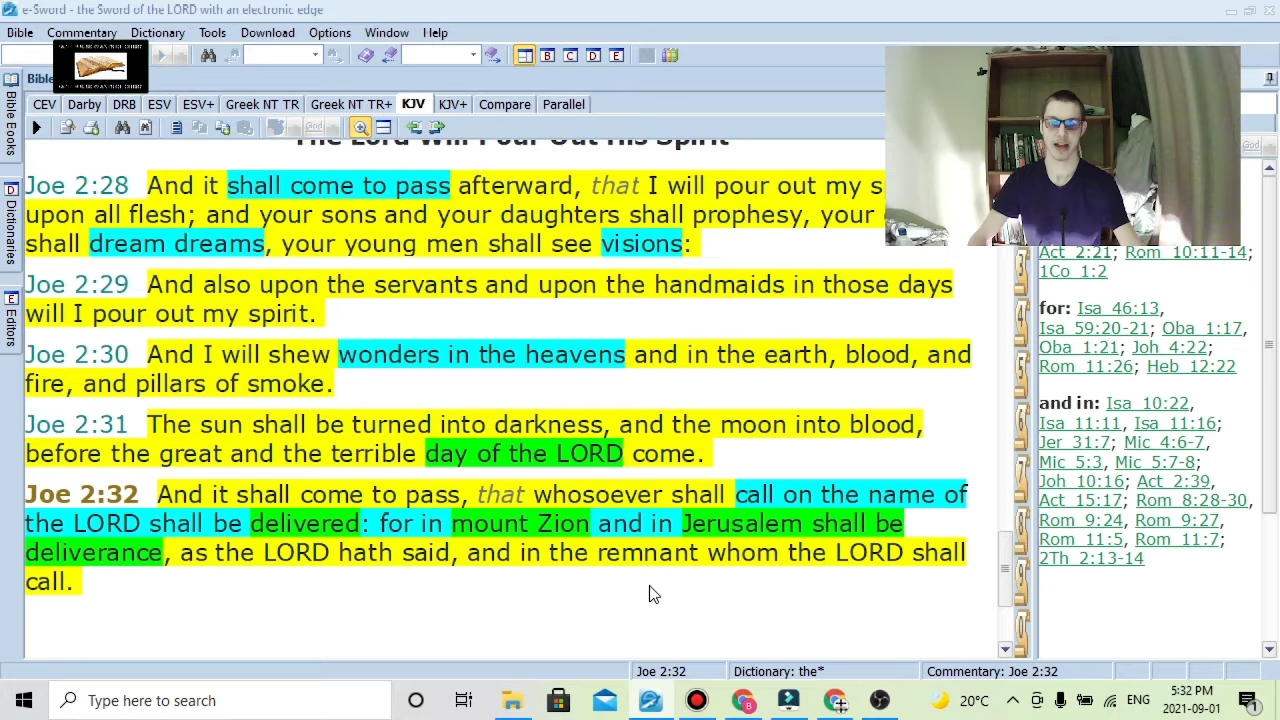 e-Sword - the Sword of the LORD with an electronic edge
Bible Commentary Dictionary Tools Download Options Window Help
B C D E
Bible
CEV Darby DRB ESV ESV+ Greek NT TR Greek NT TR+ KJV KJV+ Compare Parallel
God
Bible Books
Dictionaries
Editors
The Lord Will Pour Out His Spirit
Joe 2:28 And it shall come to pass afterward, that I will pour out my s
upon all flesh; and your sons and your daughters shall prophesy, your
shall dream dreams, your young men shall see visions:
Joe 2:29 And also upon the servants and upon the handmaids in those days
will I pour out my spirit.
Joe 2:30 And I will shew wonders in the heavens and in the earth, blood, and
fire, and pillars of smoke.
Joe 2:31 The sun shall be turned into darkness, and the moon into blood,
before the great and the terrible day of the LORD come.
Joe 2:32 And it shall come to pass, that whosoever shall call on the name of
the LORD shall be delivered: for in mount Zion and in Jerusalem shall be
deliverance, as the LORD hath said, and in the remnant whom the LORD shall
call.
God
Act 2:21; Rom 10:11-14;
1Co 1:2
for: Isa 46:13,
Isa 59:20-21; Oba 1:17,
Oba 1:21; Joh 4:22;
Rom 11:26; Heb 12:22
and in: Isa 10:22,
Isa 11:11, Isa 11:16;
Jer 31:7; Mic 4:6-7,
Mic 5:3, Mic 5:7-8;
Joh 10:16; Act 2:39,
Act 15:17; Rom 8:28-30,
Rom 9:24, Rom 9:27,
Rom 11:5, Rom 11:7;
2Th 2:13-14
Joe 2:32 Dictionary: the* Commentary: Joe 2:32
Type here to search
20°C
ENG
5:32 PM
2021-09-01